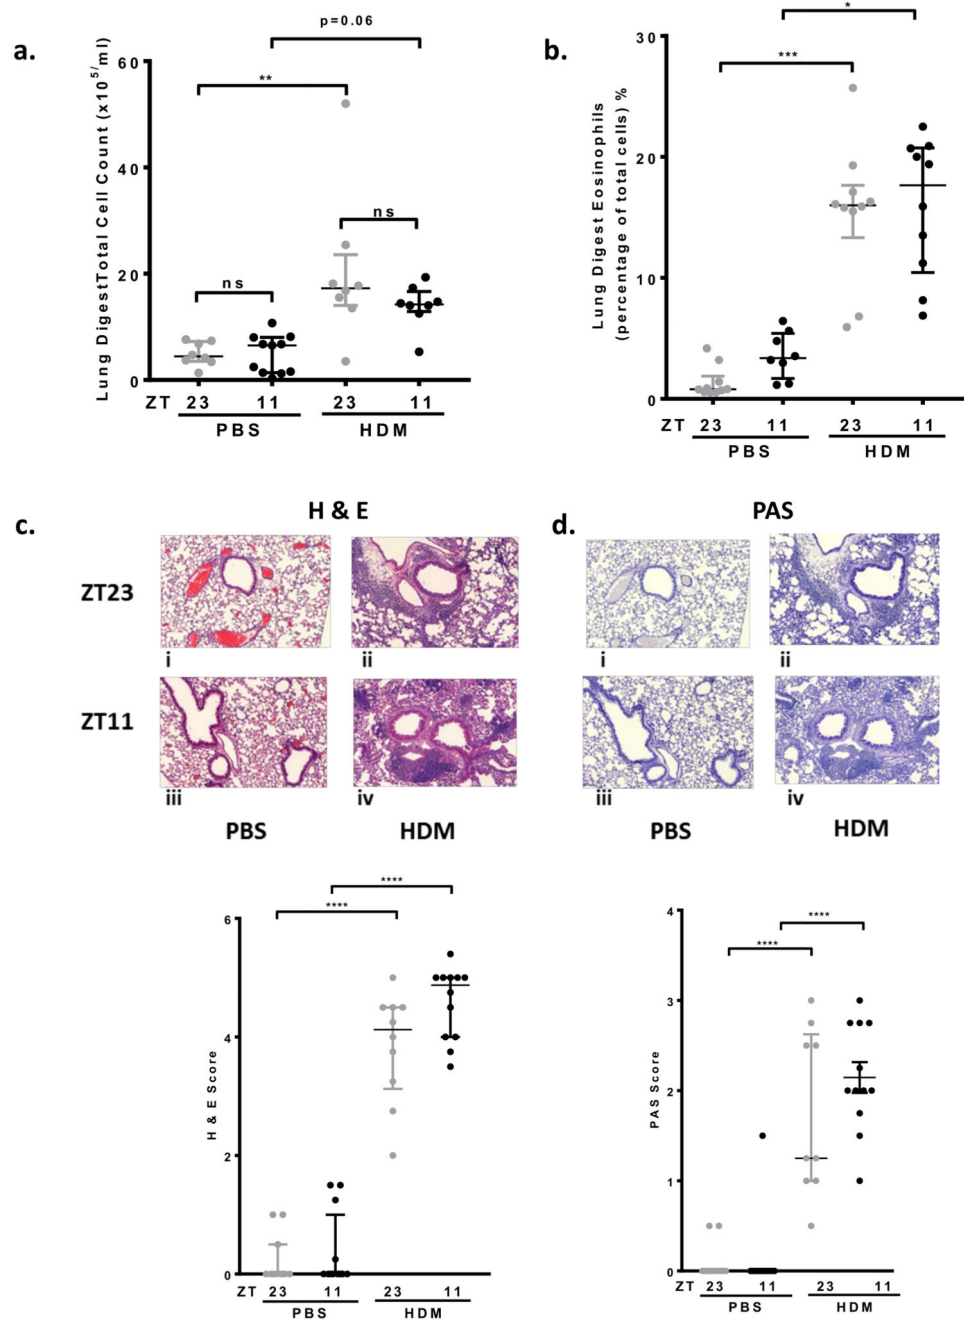 a.
p=0.06
**
ns
ns
Lung DigestTotal Cell Count (x10⁵/ml)
60
40
20
0
ZT 23 11 23 11
PBS HDM
b.
*
***
Lung Digest Eosinophils
(percentage of total cells) %
30
20
10
0
ZT 23 11 23 11
PBS HDM
c.
H & E
ZT23
i ii
ZT11
iii iv
PBS HDM
d.
PAS
i ii
iii iv
PBS HDM
****
****
H & E Score
6
4
2
0
ZT 23 11 23 11
PBS HDM
****
****
PAS Score
4
3
2
1
0
ZT 23 11 23 11
PBS HDM